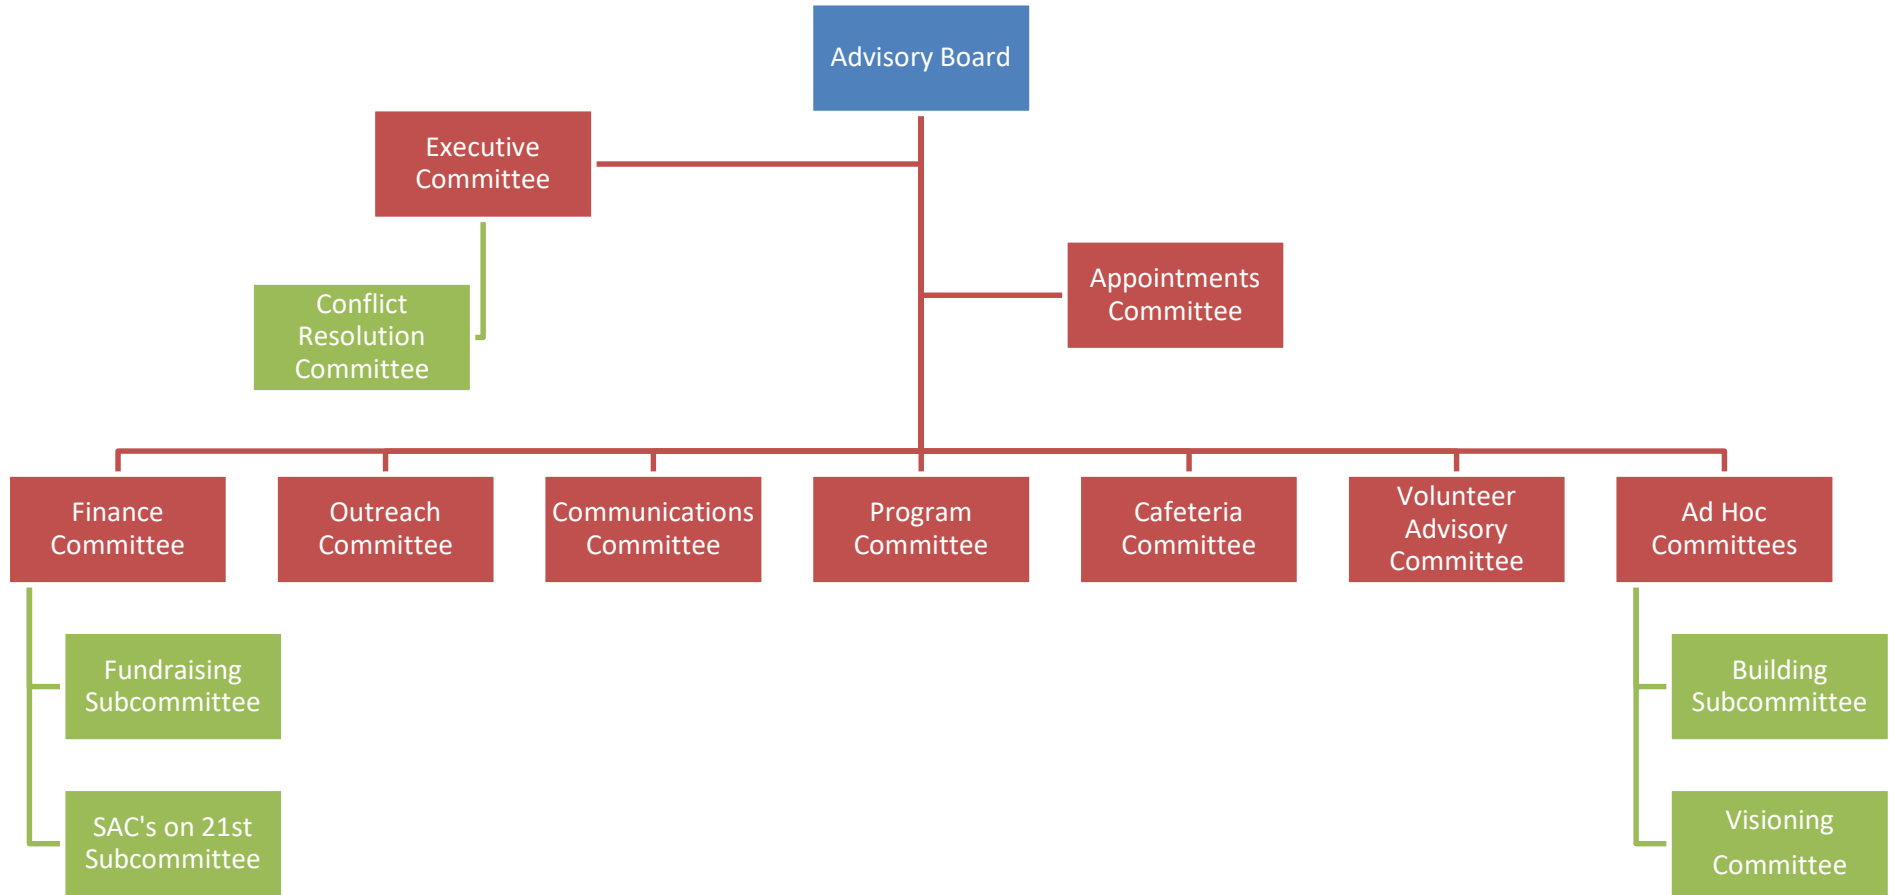 Advisory Board
Executive
Committee
Appointments
Committee
Conflict
Resolution
Committee
Finance
Committee
Outreach
Committee
Communications
Committee
Program
Committee
Cafeteria
Committee
Volunteer
Advisory
Committee
Ad Hoc
Committees
Fundraising
Subcommittee
SAC's on 21st
Subcommittee
Building
Subcommittee
Visioning
Committee